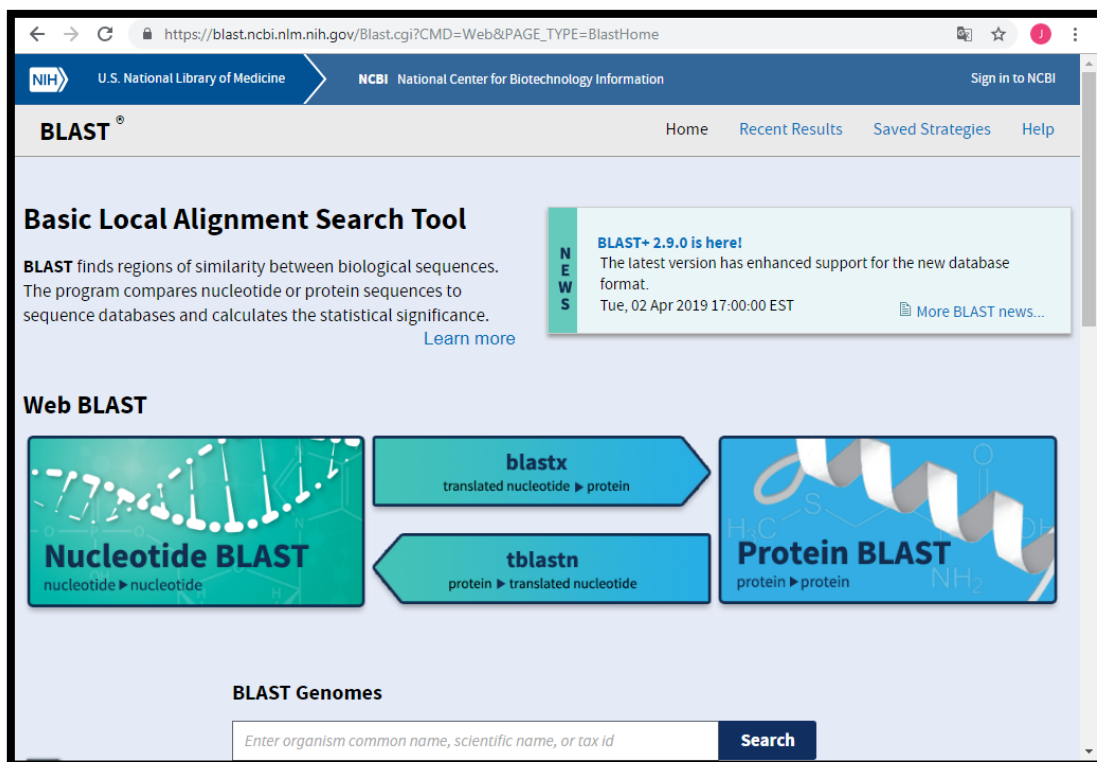 https://blast.ncbi.nlm.nih.gov/Blast.cgi?CMD=Web&PAGE_TYPE=BlastHome
J
NIH U.S. National Library of Medicine NCBI National Center for Biotechnology Information Sign in to NCBI
BLAST ® Home Recent Results Saved Strategies Help
Basic Local Alignment Search Tool
BLAST finds regions of similarity between biological sequences.
The program compares nucleotide or protein sequences to
sequence databases and calculates the statistical significance.
Learn more
NEWS
BLAST+ 2.9.0 is here!
The latest version has enhanced support for the new database
format.
Tue, 02 Apr 2019 17:00:00 EST
More BLAST news...
Web BLAST
Nucleotide BLAST
nucleotide ▶ nucleotide
blastx
translated nucleotide ▶ protein
tblastn
protein ▶ translated nucleotide
H₃C
S
O
OH
NH₂
Protein BLAST
protein ▶ protein
BLAST Genomes
Enter organism common name, scientific name, or tax id
Search